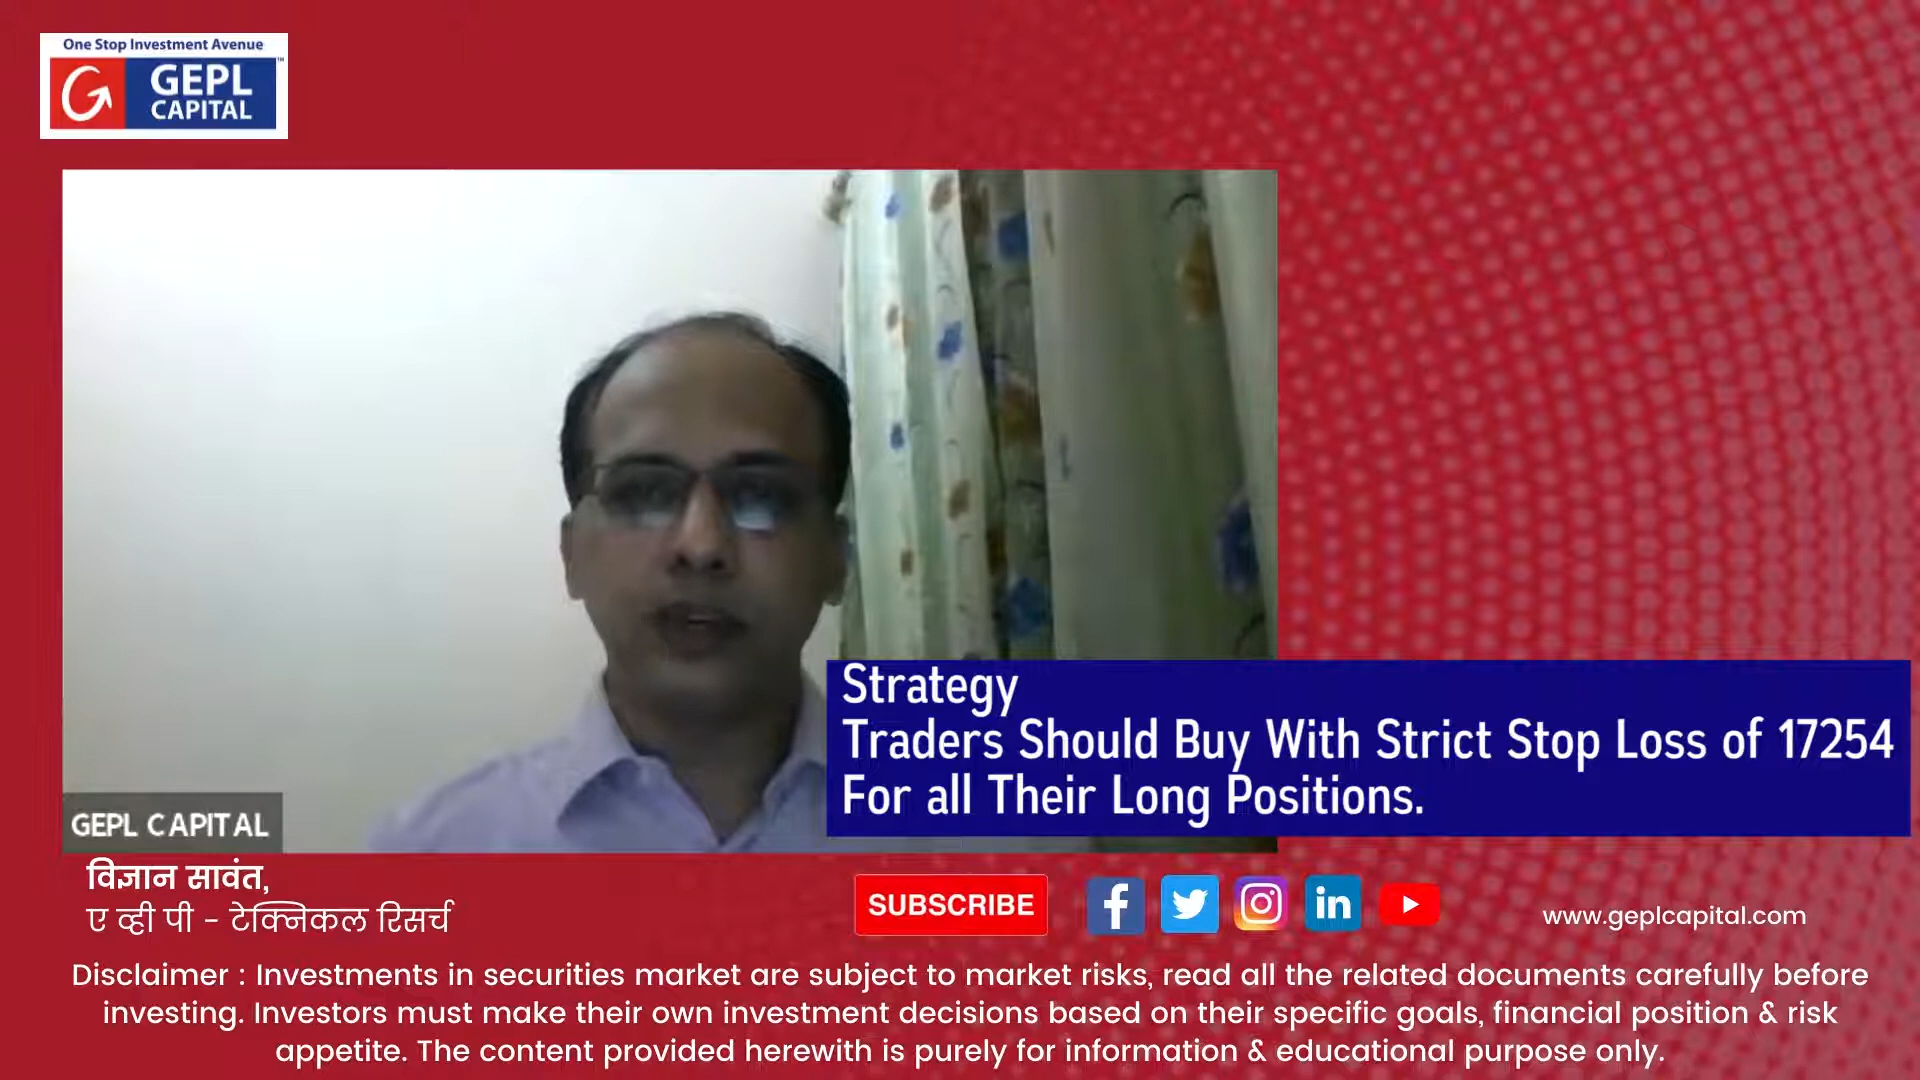 One Stop Investment Avenue
GEPL
CAPITAL
TM
Strategy
Traders Should Buy With Strict Stop Loss of 17254
For all Their Long Positions.
GEPL CAPITAL
विज्ञान सावंत,
ए व्ही पी - टेक्निकल रिसर्च
SUBSCRIBE
www.geplcapital.com
Disclaimer : Investments in securities market are subject to market risks, read all the related documents carefully before
investing. Investors must make their own investment decisions based on their specific goals, financial position & risk
appetite. The content provided herewith is purely for information & educational purpose only.